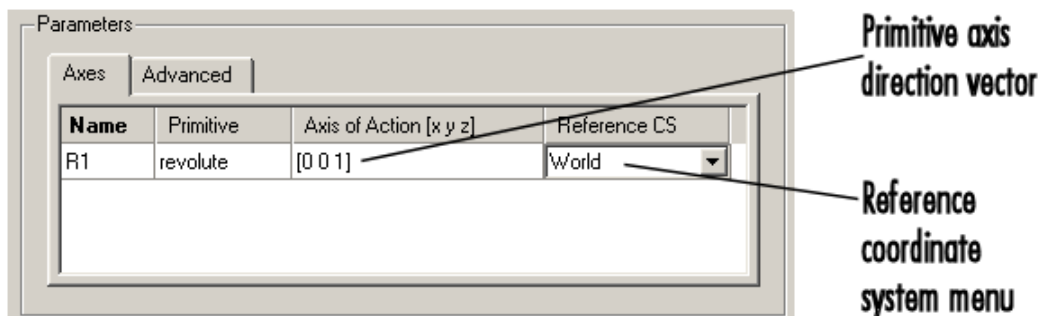 Parameters
Axes Advanced
Name Primitive Axis of Action [x y z] Reference CS
R1 revolute [0 0 1] World
Primitive axis
direction vector
Reference
coordinate
system menu